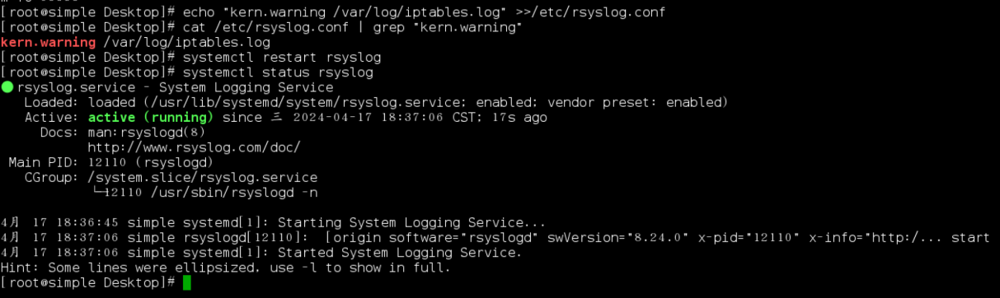 [root@simple Desktop]# echo "kern.warning /var/log/iptables.log" >>/etc/rsyslog.conf
[root@simple Desktop]# cat /etc/rsyslog.conf | grep "kern.warning"
kern.warning /var/log/iptables.log
[root@simple Desktop]# systemctl restart rsyslog
[root@simple Desktop]# systemctl status rsyslog
● rsyslog.service - System Logging Service
Loaded: loaded (/usr/lib/systemd/system/rsyslog.service; enabled; vendor preset: enabled)
Active: active (running) since 三 2024-04-17 18:37:06 CST; 17s ago
Docs: man:rsyslogd(8)
http://www.rsyslog.com/doc/
Main PID: 12110 (rsyslogd)
CGroup: /system.slice/rsyslog.service
└─12110 /usr/sbin/rsyslogd -n
4月 17 18:36:45 simple systemd[1]: Starting System Logging Service...
4月 17 18:37:06 simple rsyslogd[12110]: [origin software="rsyslogd" swVersion="8.24.0" x-pid="12110" x-info="http:/... start
4月 17 18:37:06 simple systemd[1]: Started System Logging Service.
Hint: Some lines were ellipsized, use -l to show in full.
[root@simple Desktop]#